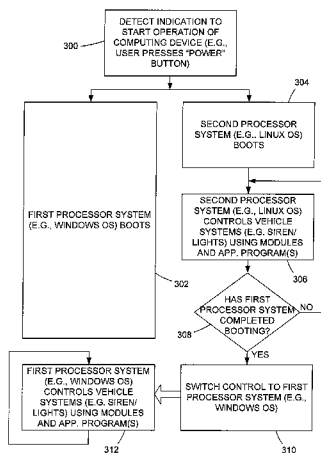 DETECT INDICATION TO
START OPERATION OF
COMPUTING DEVICE (E.G.,
USER PRESSES "POWER"
BUTTON)
300
304
SECOND PROCESSOR
SYSTEM (E.G.. LINUX OS)
BOOTS
FIRST PROCESSOR SYSTEM
(E.G., WINDOWS OS) BOOTS
302
SECOND PROCESSOR
SYSTEM (E.G., LINUX OS)
CONTROLS VEHICLE
SYSTEMS (E.G. SIREN/
LIGHTS) USING MODULES
AND APP. PROGRAM(S)
306
HAS FIRST
PROCESSOR SYSTEM
COMPLETED
BOOTING?
308
NO
YES
FIRST PROCESSOR SYSTEM
(E.G., WINDOWS OS)
CONTROLS VEHICLE
SYSTEMS (E.G. SIREN/
LIGHTS) USING MODULES
AND APP. PROGRAM(S)
312
SWITCH CONTROL TO FIRST
PROCESSOR SYSTEM (E.G.,
WINDOWS OS)
310